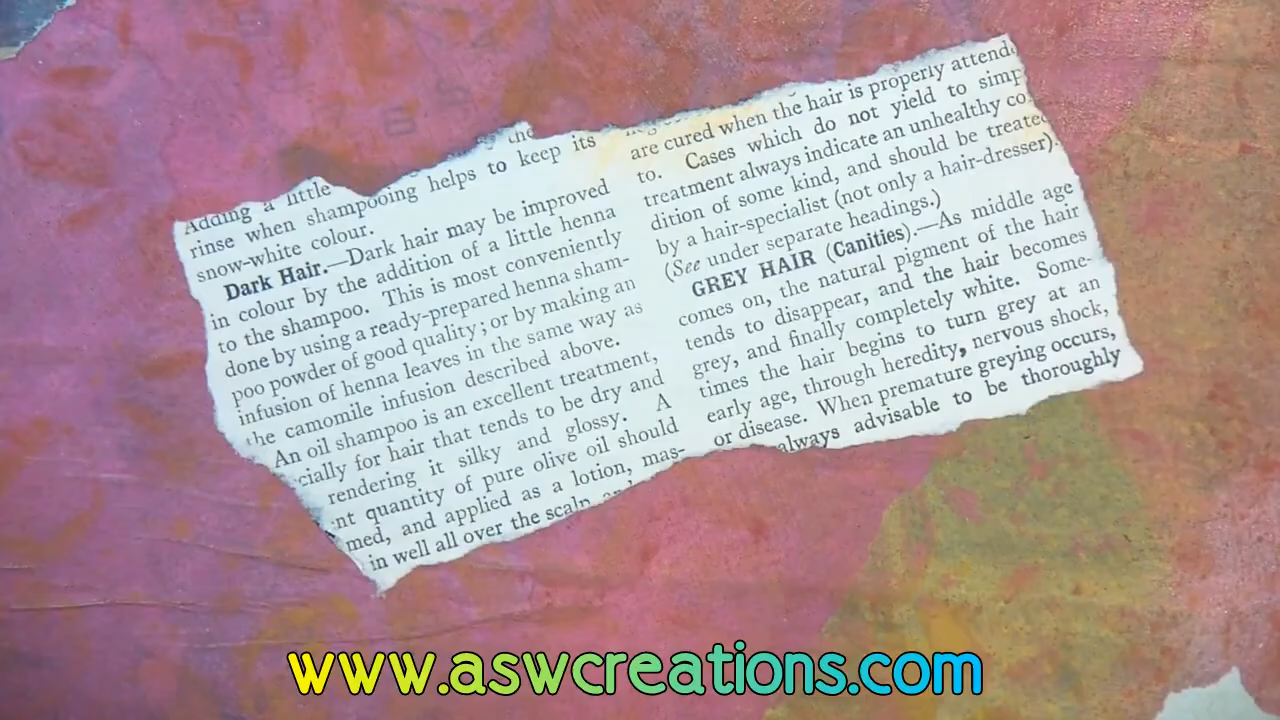 the
Adding a little
rinse when shampooing helps to keep its
snow-white colour.
Dark Hair.—Dark hair may be improved
in colour by the addition of a little henna
to the shampoo. This is most conveniently
done by using a ready-prepared henna sham-
poo powder of good quality; or by making an
infusion of henna leaves in the same way as
the camomile infusion described above.
An oil shampoo is an excellent treatment,
cially for hair that tends to be dry and
rendering it silky and glossy. A
nt quantity of pure olive oil should
med, and applied as a lotion, mas-
in well all over the scalp
are cured when the hair is properly attende
to. Cases which do not yield to simp
treatment always indicate an unhealthy co
dition of some kind, and should be treated
by a hair-specialist (not only a hair-dresser).
(See under separate headings.)
GREY HAIR (Canities).—As middle age
comes on, the natural pigment of the hair
tends to disappear, and the hair becomes
grey, and finally completely white. Some-
times the hair begins to turn grey at an
early age, through heredity, nervous shock,
or disease. When premature greying occurs,
always advisable to be thoroughly
www.aswcreations.com